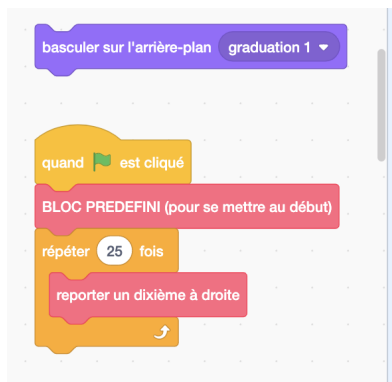 basculer sur l'arrière-plan graduation 1
quand est cliqué
BLOC PREDEFINI (pour se mettre au début)
répéter 25 fois
reporter un dixième à droite